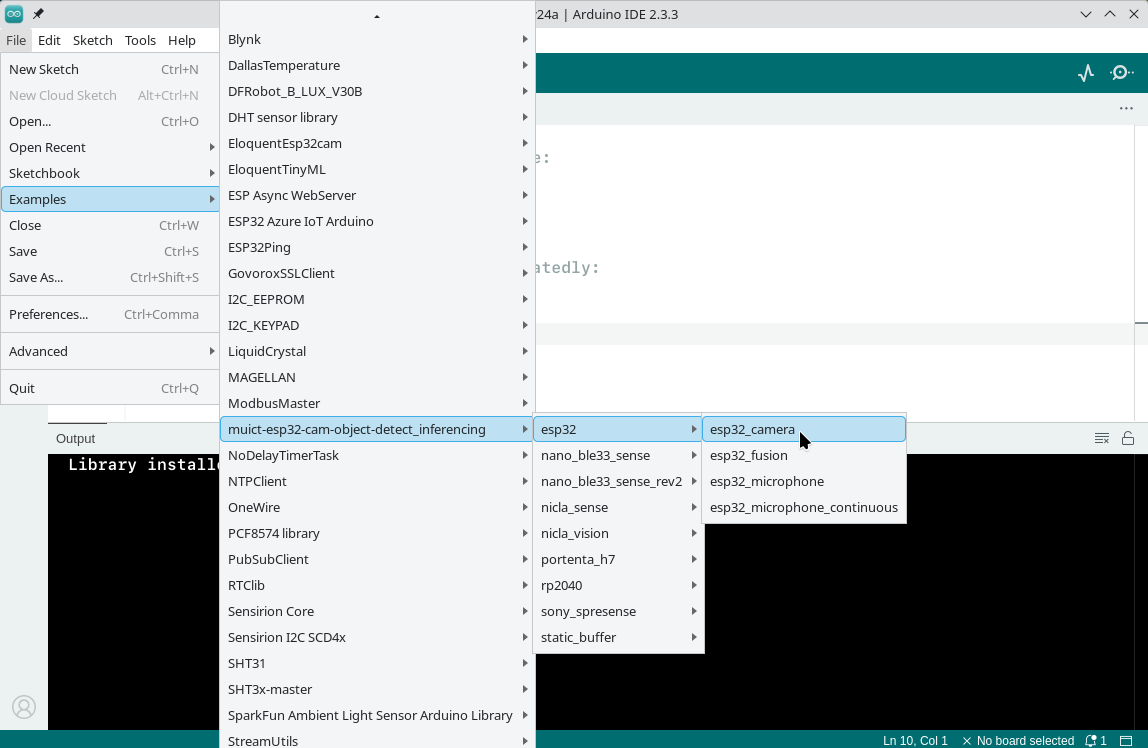 24a | Arduino IDE 2.3.3
File Edit Sketch Tools Help
New Sketch Ctrl+N
New Cloud Sketch Alt+Ctrl+N
Open... Ctrl+O
Open Recent
Sketchbook
Examples
Close Ctrl+W
Save Ctrl+S
Save As... Ctrl+Shift+S
Preferences... Ctrl+Comma
Advanced
Quit Ctrl+Q
Blynk
DallasTemperature
DFRobot_B_LUX_V30B
DHT sensor library
EloquentEsp32cam
EloquentTinyML
ESP Async WebServer
ESP32 Azure IoT Arduino
ESP32Ping
GovoroxSSLClient
I2C_EEPROM
I2C_KEYPAD
LiquidCrystal
MAGELLAN
ModbusMaster
muict-esp32-cam-object-detect_inferencing
NoDelayTimerTask
NTPClient
OneWire
PCF8574 library
PubSubClient
RTClib
Sensirion Core
Sensirion I2C SCD4x
SHT31
SHT3x-master
SparkFun Ambient Light Sensor Arduino Library
StreamUtils
esp32
nano_ble33_sense
nano_ble33_sense_rev2
nicla_sense
nicla_vision
portenta_h7
rp2040
sony_spresense
static_buffer
esp32_camera
esp32_fusion
esp32_microphone
esp32_microphone_continuous
e:
atedly:
Output
Library install
Ln 10, Col 1 No board selected 1